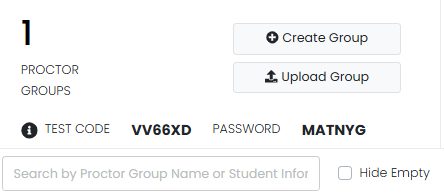 1
PROCTOR
GROUPS
Create Group
Upload Group
TEST CODE VV66XD PASSWORD MATNYG
Search by Proctor Group Name or Student Infor
Hide Empty